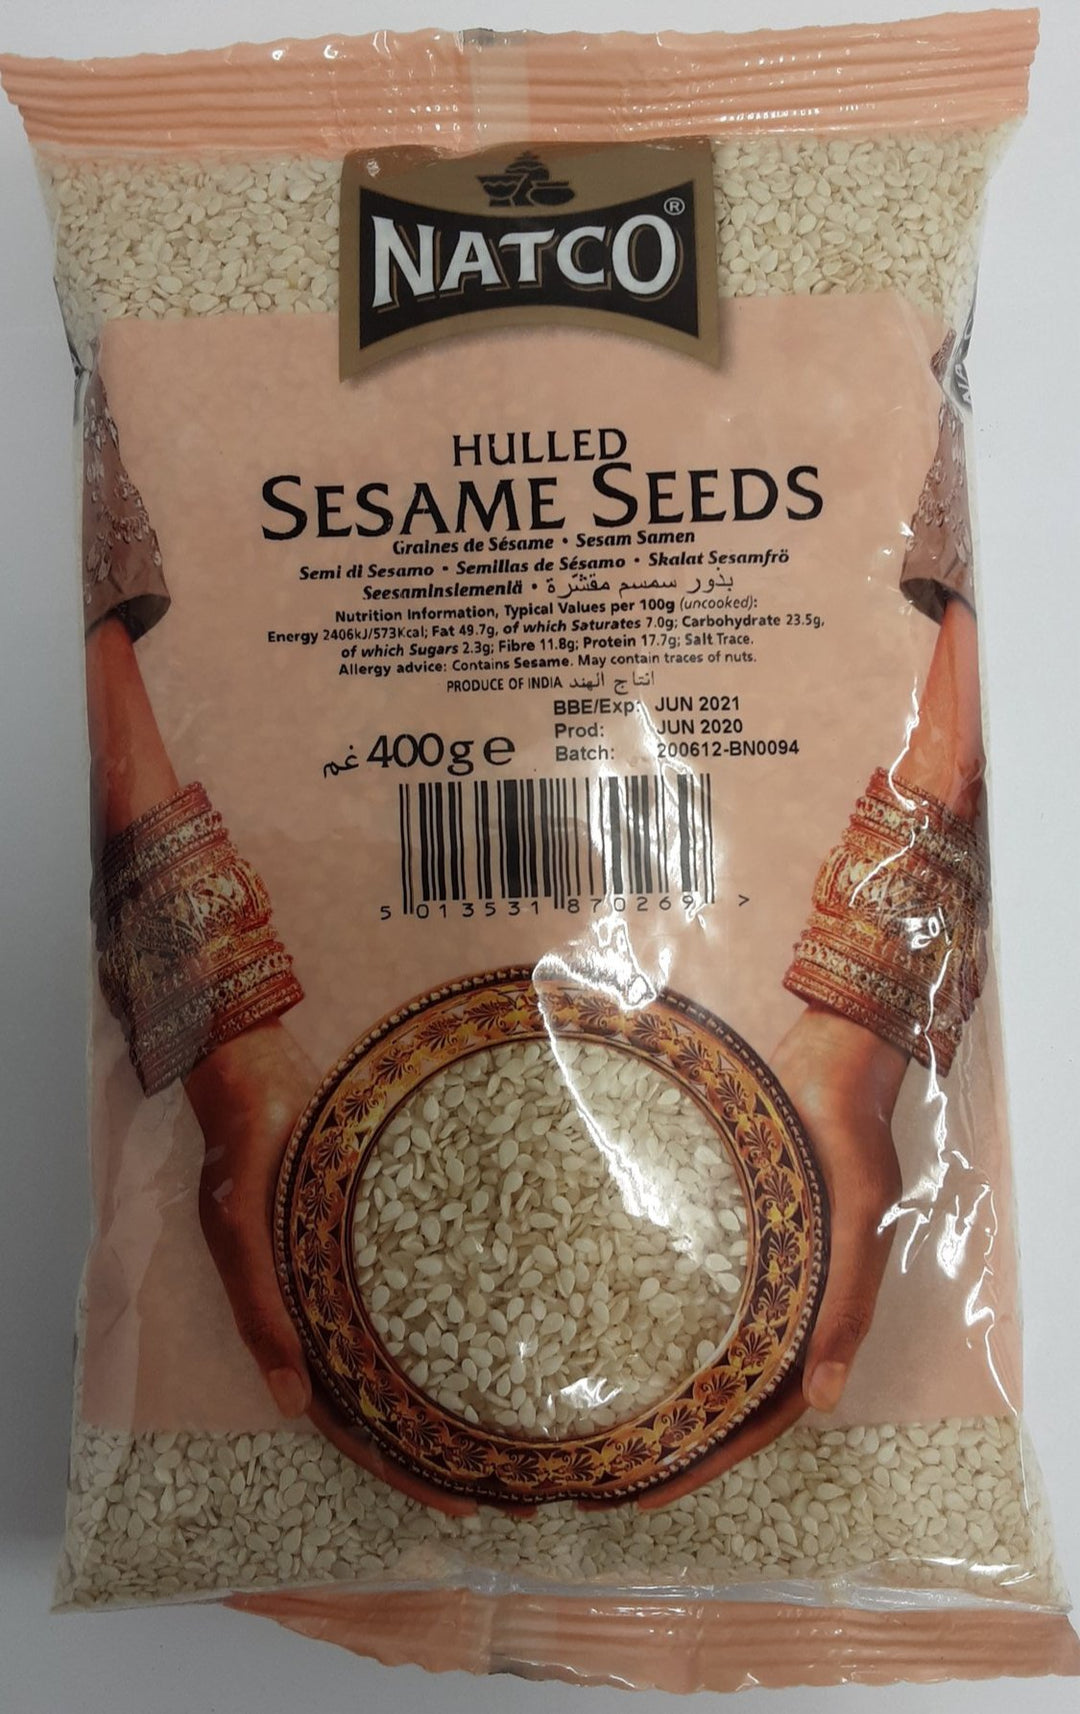 NATCO®
HULLED
SESAME SEEDS
Graines de Sésame • Sesam Samen
Semi di Sesamo • Semillas de Sésamo • Skalat Sesamfrö
Seesaminsiemeniä • بذور سمسم مقشّرة
Nutrition Information, Typical Values per 100g (uncooked):
Energy 2406kJ/573Kcal; Fat 49.7g, of which Saturates 7.0g; Carbohydrate 23.5g,
of which Sugars 2.3g; Fibre 11.8g; Protein 17.7g; Salt Trace.
Allergy advice: Contains Sesame. May contain traces of nuts.
PRODUCE OF INDIA انتاج الهند
BBE/Exp: JUN 2021
Prod: JUN 2020
Batch: 200612-BN0094
400g e غم
5 013531 870269 >